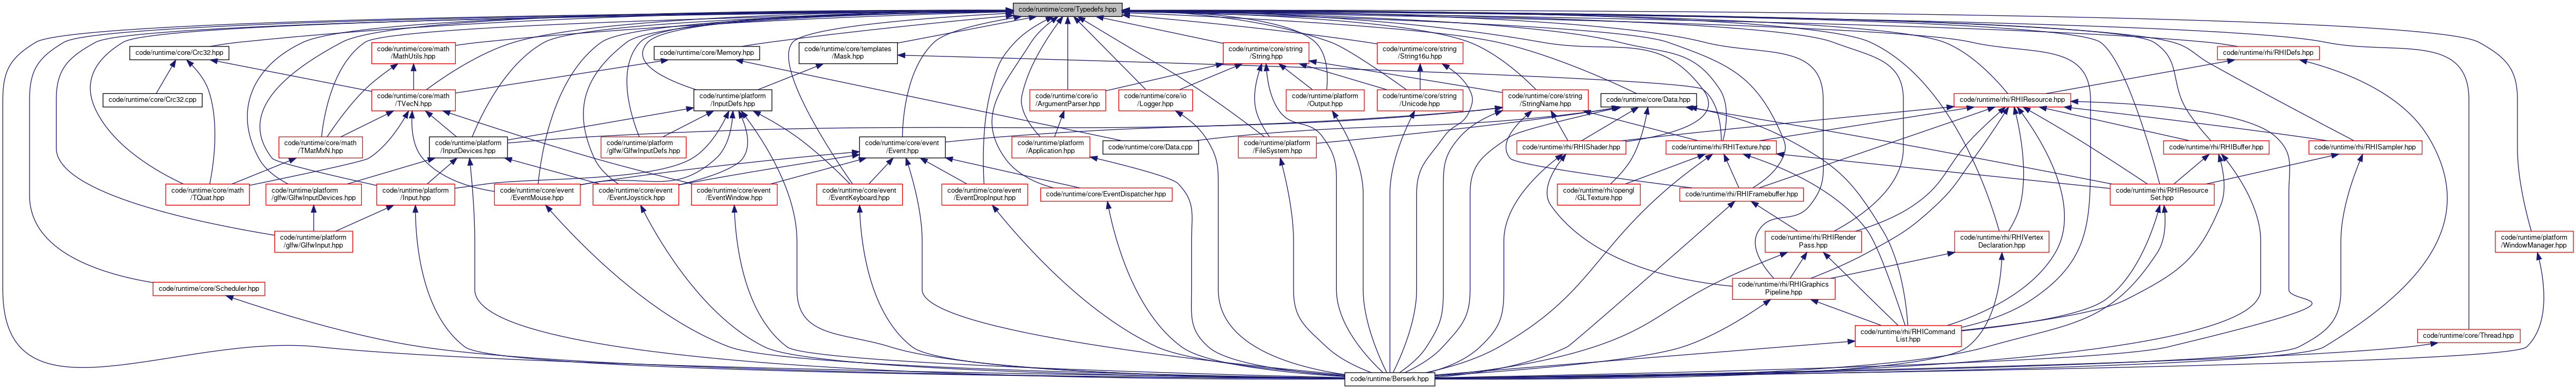 code/runtime/core/Typedefs.hpp
code/runtime/core/Crc32.hpp
code/runtime/core/math
/MathUtils.hpp
code/runtime/core/Memory.hpp
code/runtime/core/templates
/Mask.hpp
code/runtime/core/string
/String.hpp
code/runtime/core/string
/String16u.hpp
code/runtime/rhi/RHIDefs.hpp
code/runtime/core/Crc32.cpp
code/runtime/core/math
/TVecN.hpp
code/runtime/platform
/InputDefs.hpp
code/runtime/core/io
/ArgumentParser.hpp
code/runtime/core/io
/Logger.hpp
code/runtime/platform
/Output.hpp
code/runtime/core/string
/Unicode.hpp
code/runtime/core/string
/StringName.hpp
code/runtime/core/Data.hpp
code/runtime/rhi/RHIResource.hpp
code/runtime/core/math
/TMatMxN.hpp
code/runtime/platform
/InputDevices.hpp
code/runtime/platform
/glfw/GlfwInputDefs.hpp
code/runtime/core/event
/Event.hpp
code/runtime/platform
/Application.hpp
code/runtime/core/Data.cpp
code/runtime/platform
/FileSystem.hpp
code/runtime/rhi/RHIShader.hpp
code/runtime/rhi/RHITexture.hpp
code/runtime/rhi/RHIBuffer.hpp
code/runtime/rhi/RHISampler.hpp
code/runtime/core/math
/TQuat.hpp
code/runtime/platform
/glfw/GlfwInputDevices.hpp
code/runtime/platform
/Input.hpp
code/runtime/core/event
/EventMouse.hpp
code/runtime/core/event
/EventJoystick.hpp
code/runtime/core/event
/EventWindow.hpp
code/runtime/core/event
/EventKeyboard.hpp
code/runtime/core/event
/EventDropInput.hpp
code/runtime/core/EventDispatcher.hpp
code/runtime/rhi/opengl
/GLTexture.hpp
code/runtime/rhi/RHIFramebuffer.hpp
code/runtime/rhi/RHIResource
Set.hpp
code/runtime/platform
/glfw/GlfwInput.hpp
code/runtime/rhi/RHIRender
Pass.hpp
code/runtime/rhi/RHIVertex
Declaration.hpp
code/runtime/platform
/WindowManager.hpp
code/runtime/core/Scheduler.hpp
code/runtime/rhi/RHIGraphics
Pipeline.hpp
code/runtime/rhi/RHICommand
List.hpp
code/runtime/core/Thread.hpp
code/runtime/Berserk.hpp